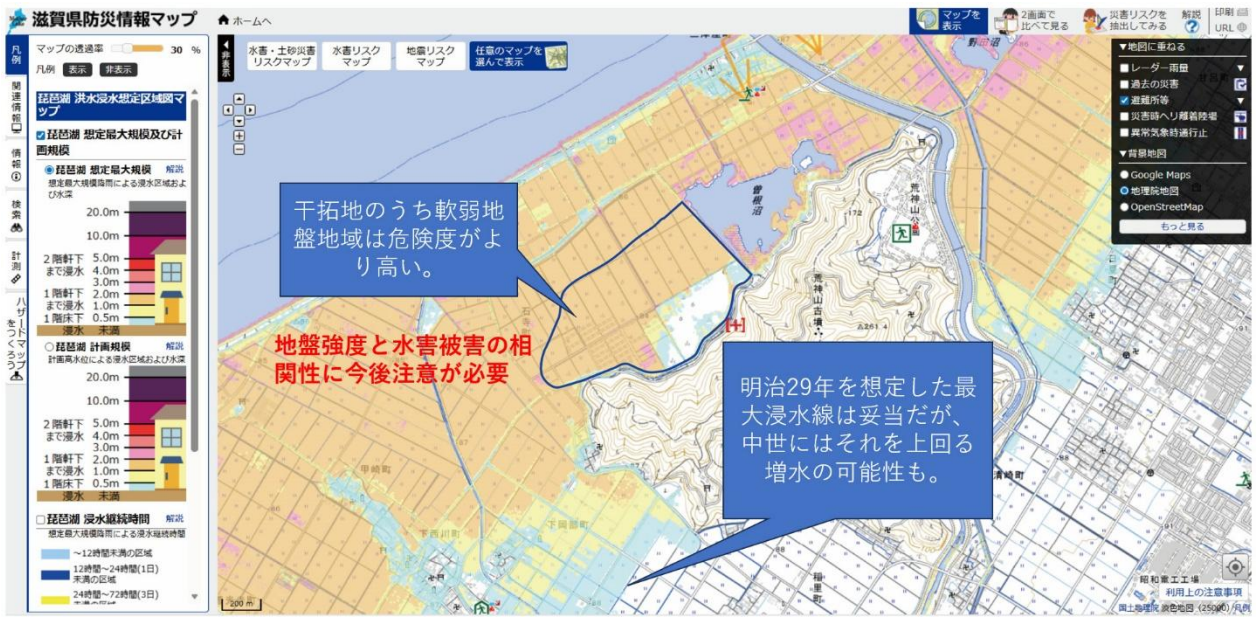 滋賀県防災情報マップ
ホームへ
マップを
表示
2画面で
比べて見る
災害リスクを
抽出してみる
解説
印刷
URL
凡例
関連情報
情報
検索
計測
ハザードマップ
をつくろう
マップの透過率
30 %
凡例 表示 非表示
琵琶湖 洪水浸水想定区域図マ
ップ
琵琶湖 想定最大規模及び計
画規模
琵琶湖 想定最大規模 解説
想定最大規模降雨による浸水区域およ
び水深
20.0m
10.0m
2階軒下 5.0m
まで浸水 4.0m
3.0m
1階軒下 2.0m
まで浸水 1.0m
1階床下 0.5m
浸水 未満
琵琶湖 計画規模 解説
計画高水位による浸水区域および水深
20.0m
10.0m
2階軒下 5.0m
まで浸水 4.0m
3.0m
1階軒下 2.0m
まで浸水 1.0m
1階床下 0.5m
浸水 未満
琵琶湖 浸水継続時間 解説
想定最大規模降雨による浸水継続時間
~12時間未満の区域
12時間~24時間(1日)
未満の区域
24時間~72時間(3日)
非表示
水害・土砂災害
リスクマップ
水害リスク
マップ
地震リスク
マップ
任意のマップを
選んで表示
▼地図に重ねる
レーダー雨量
過去の災害
避難所等
災害時ヘリ離着陸場
異常気象時通行止
▼背景地図
Google Maps
地理院地図
OpenStreetMap
もっと見る
干拓地のうち軟弱地
盤地域は危険度がよ
り高い。
地盤強度と水害被害の相
関性に今後注意が必要
明治29年を想定した最
大浸水線は妥当だが、
中世にはそれを上回る
増水の可能性も。
曽根沼
荒神山公園
荒神山古墳
172
261.4
甲崎町
下西川町
下岡部町
稲里町
清崎町
昭和重工工場
200 m
利用上の注意事項
国土地理院 淡色地図 (25000) 凡例